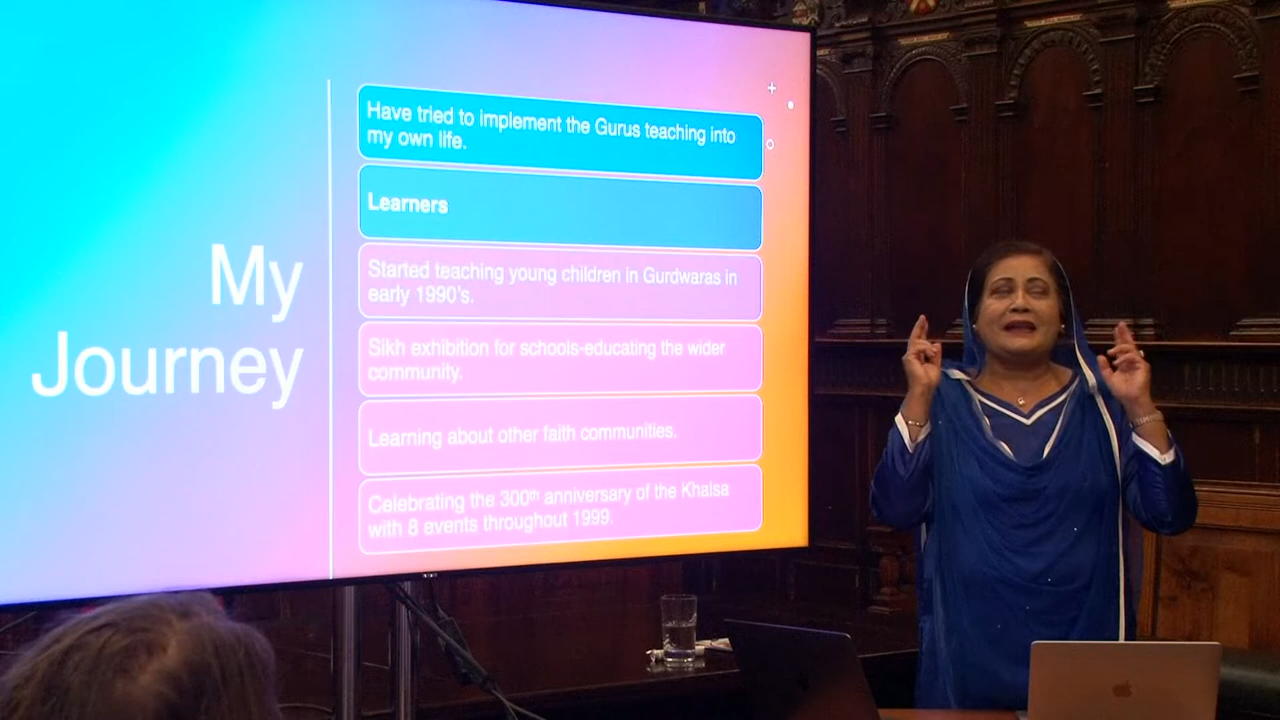 My
Journey
Have tried to implement the Gurus teaching into
my own life.
Learners
Started teaching young children in Gurdwaras in
early 1990's.
Sikh exhibition for schools-educating the wider
community.
Learning about other faith communities.
Celebrating the 300th anniversary of the Khalsa
with 8 events throughout 1999.